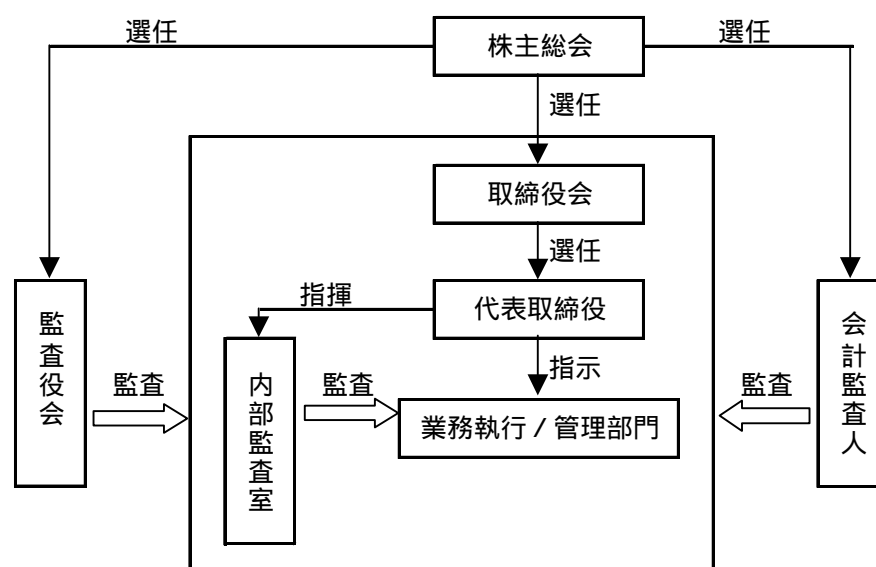 選任
株主総会
選任
選任
取締役会
選任
指揮
代表取締役
監査役会
会計監査人
指示
監査
内部監査室
監査
業務執行 / 管理部門
監査